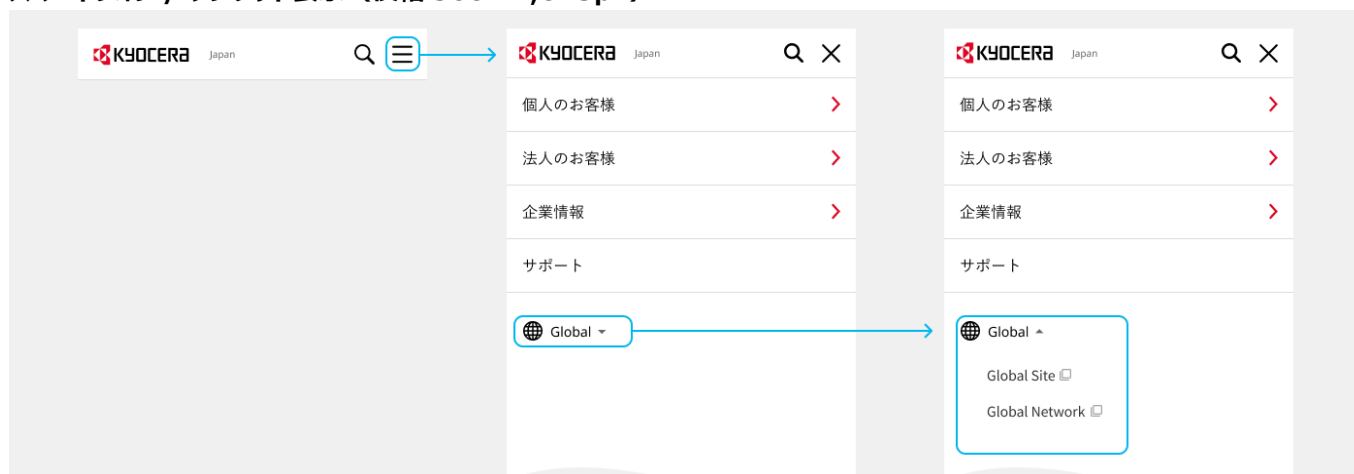 KYOCERA Japan
KYOCERA Japan
個人のお客様
法人のお客様
企業情報
サポート
Global
KYOCERA Japan
個人のお客様
法人のお客様
企業情報
サポート
Global
Global Site
Global Network